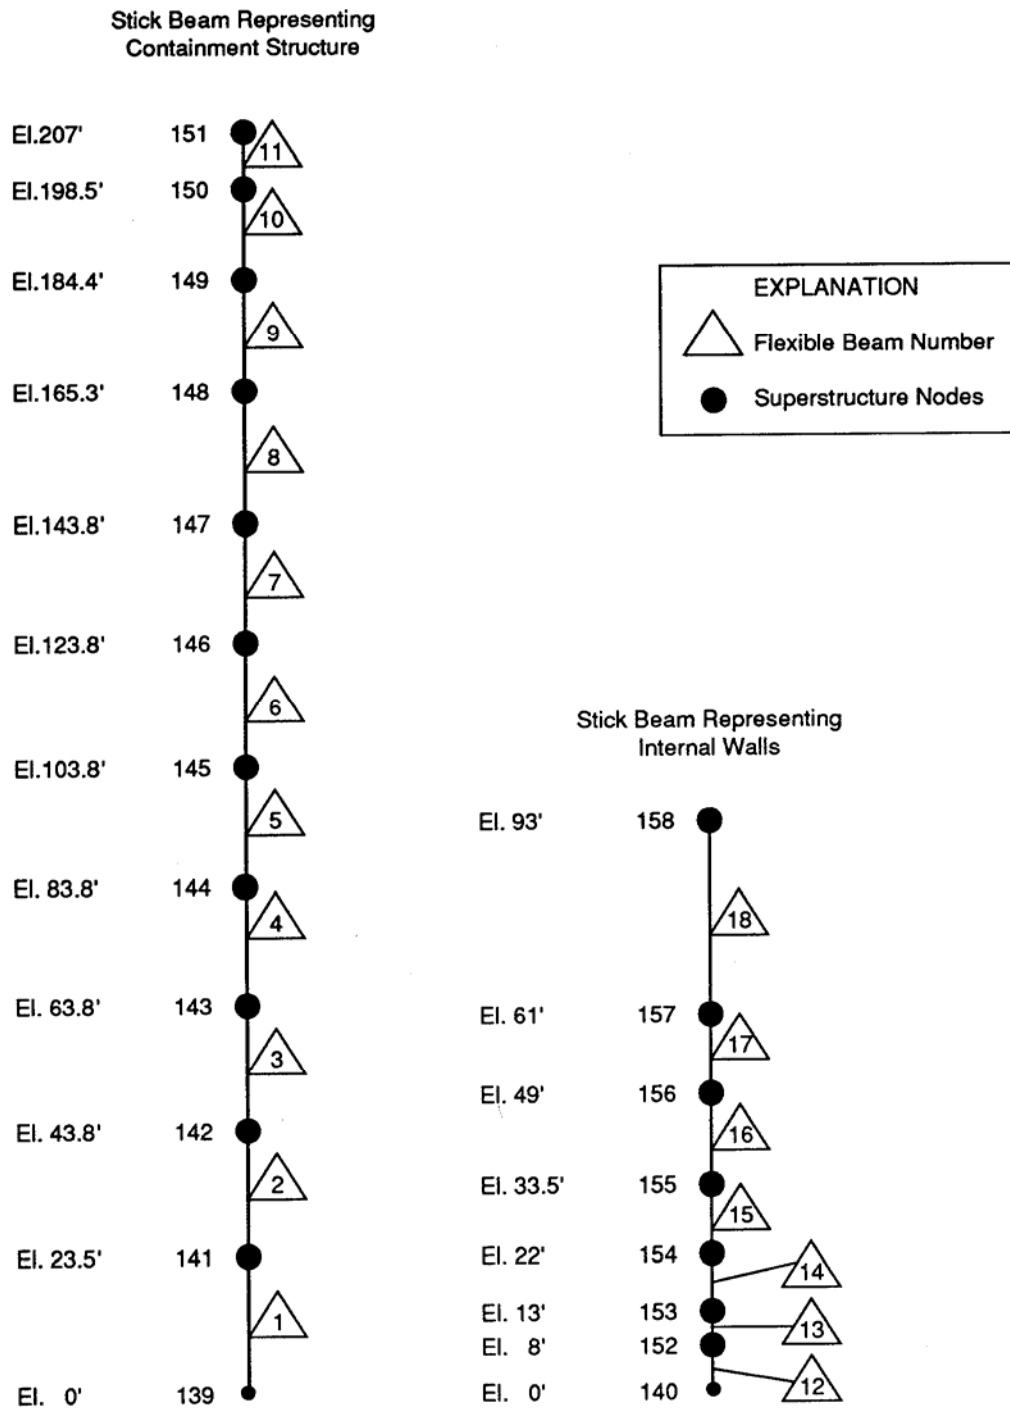 Stick Beam Representing
Containment Structure
El.207' 151
11
El.198.5' 150
10
El.184.4' 149
9
El.165.3' 148
8
El.143.8' 147
7
El.123.8' 146
6
El.103.8' 145
5
El. 83.8' 144
4
El. 63.8' 143
3
El. 43.8' 142
2
El. 23.5' 141
1
El. 0' 139
EXPLANATION
Flexible Beam Number
Superstructure Nodes
Stick Beam Representing
Internal Walls
El. 93' 158
18
El. 61' 157
17
El. 49' 156
16
El. 33.5' 155
15
El. 22' 154
14
El. 13' 153
13
El. 8' 152
12
El. 0' 140